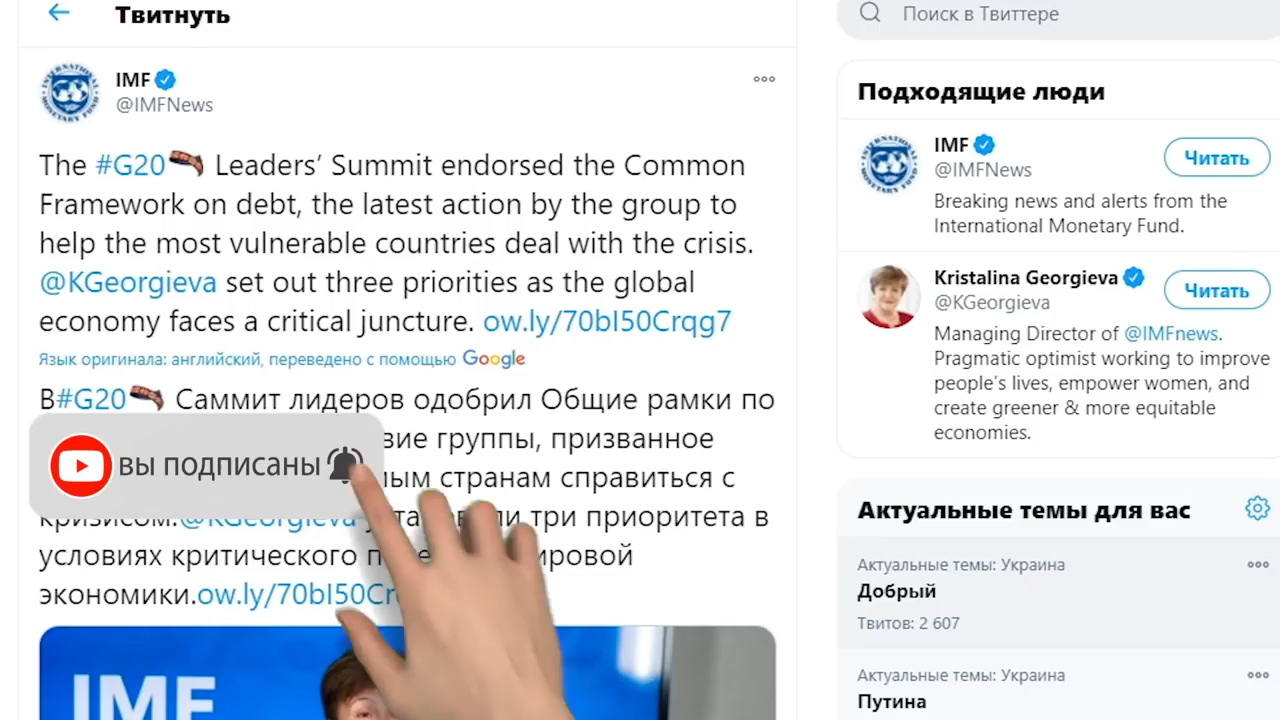 Твитнуть
IMF
@IMFNews
The #G20 Leaders’ Summit endorsed the Common
Framework on debt, the latest action by the group to
help the most vulnerable countries deal with the crisis.
@KGeorgieva set out three priorities as the global
economy faces a critical juncture. ow.ly/70bI50Crqg7
Язык оригинала: английский, переведено с помощью Google
В#G20 Саммит лидеров одобрил Общие рамки по
группы, призванное
странам справиться с
кризисом.@KGeorgieva три приоритета в
условиях критического мировой
экономики.ow.ly/70bI50Cr
вы подписаны
IMF
Поиск в Твиттере
Подходящие люди
IMF
@IMFNews
Читать
Breaking news and alerts from the
International Monetary Fund.
Kristalina Georgieva
@KGeorgieva
Читать
Managing Director of @IMFnews.
Pragmatic optimist working to improve
people’s lives, empower women, and
create greener & more equitable
economies.
Актуальные темы для вас
Актуальные темы: Украина
Добрый
Твитов: 2 607
Актуальные темы: Украина
Путина